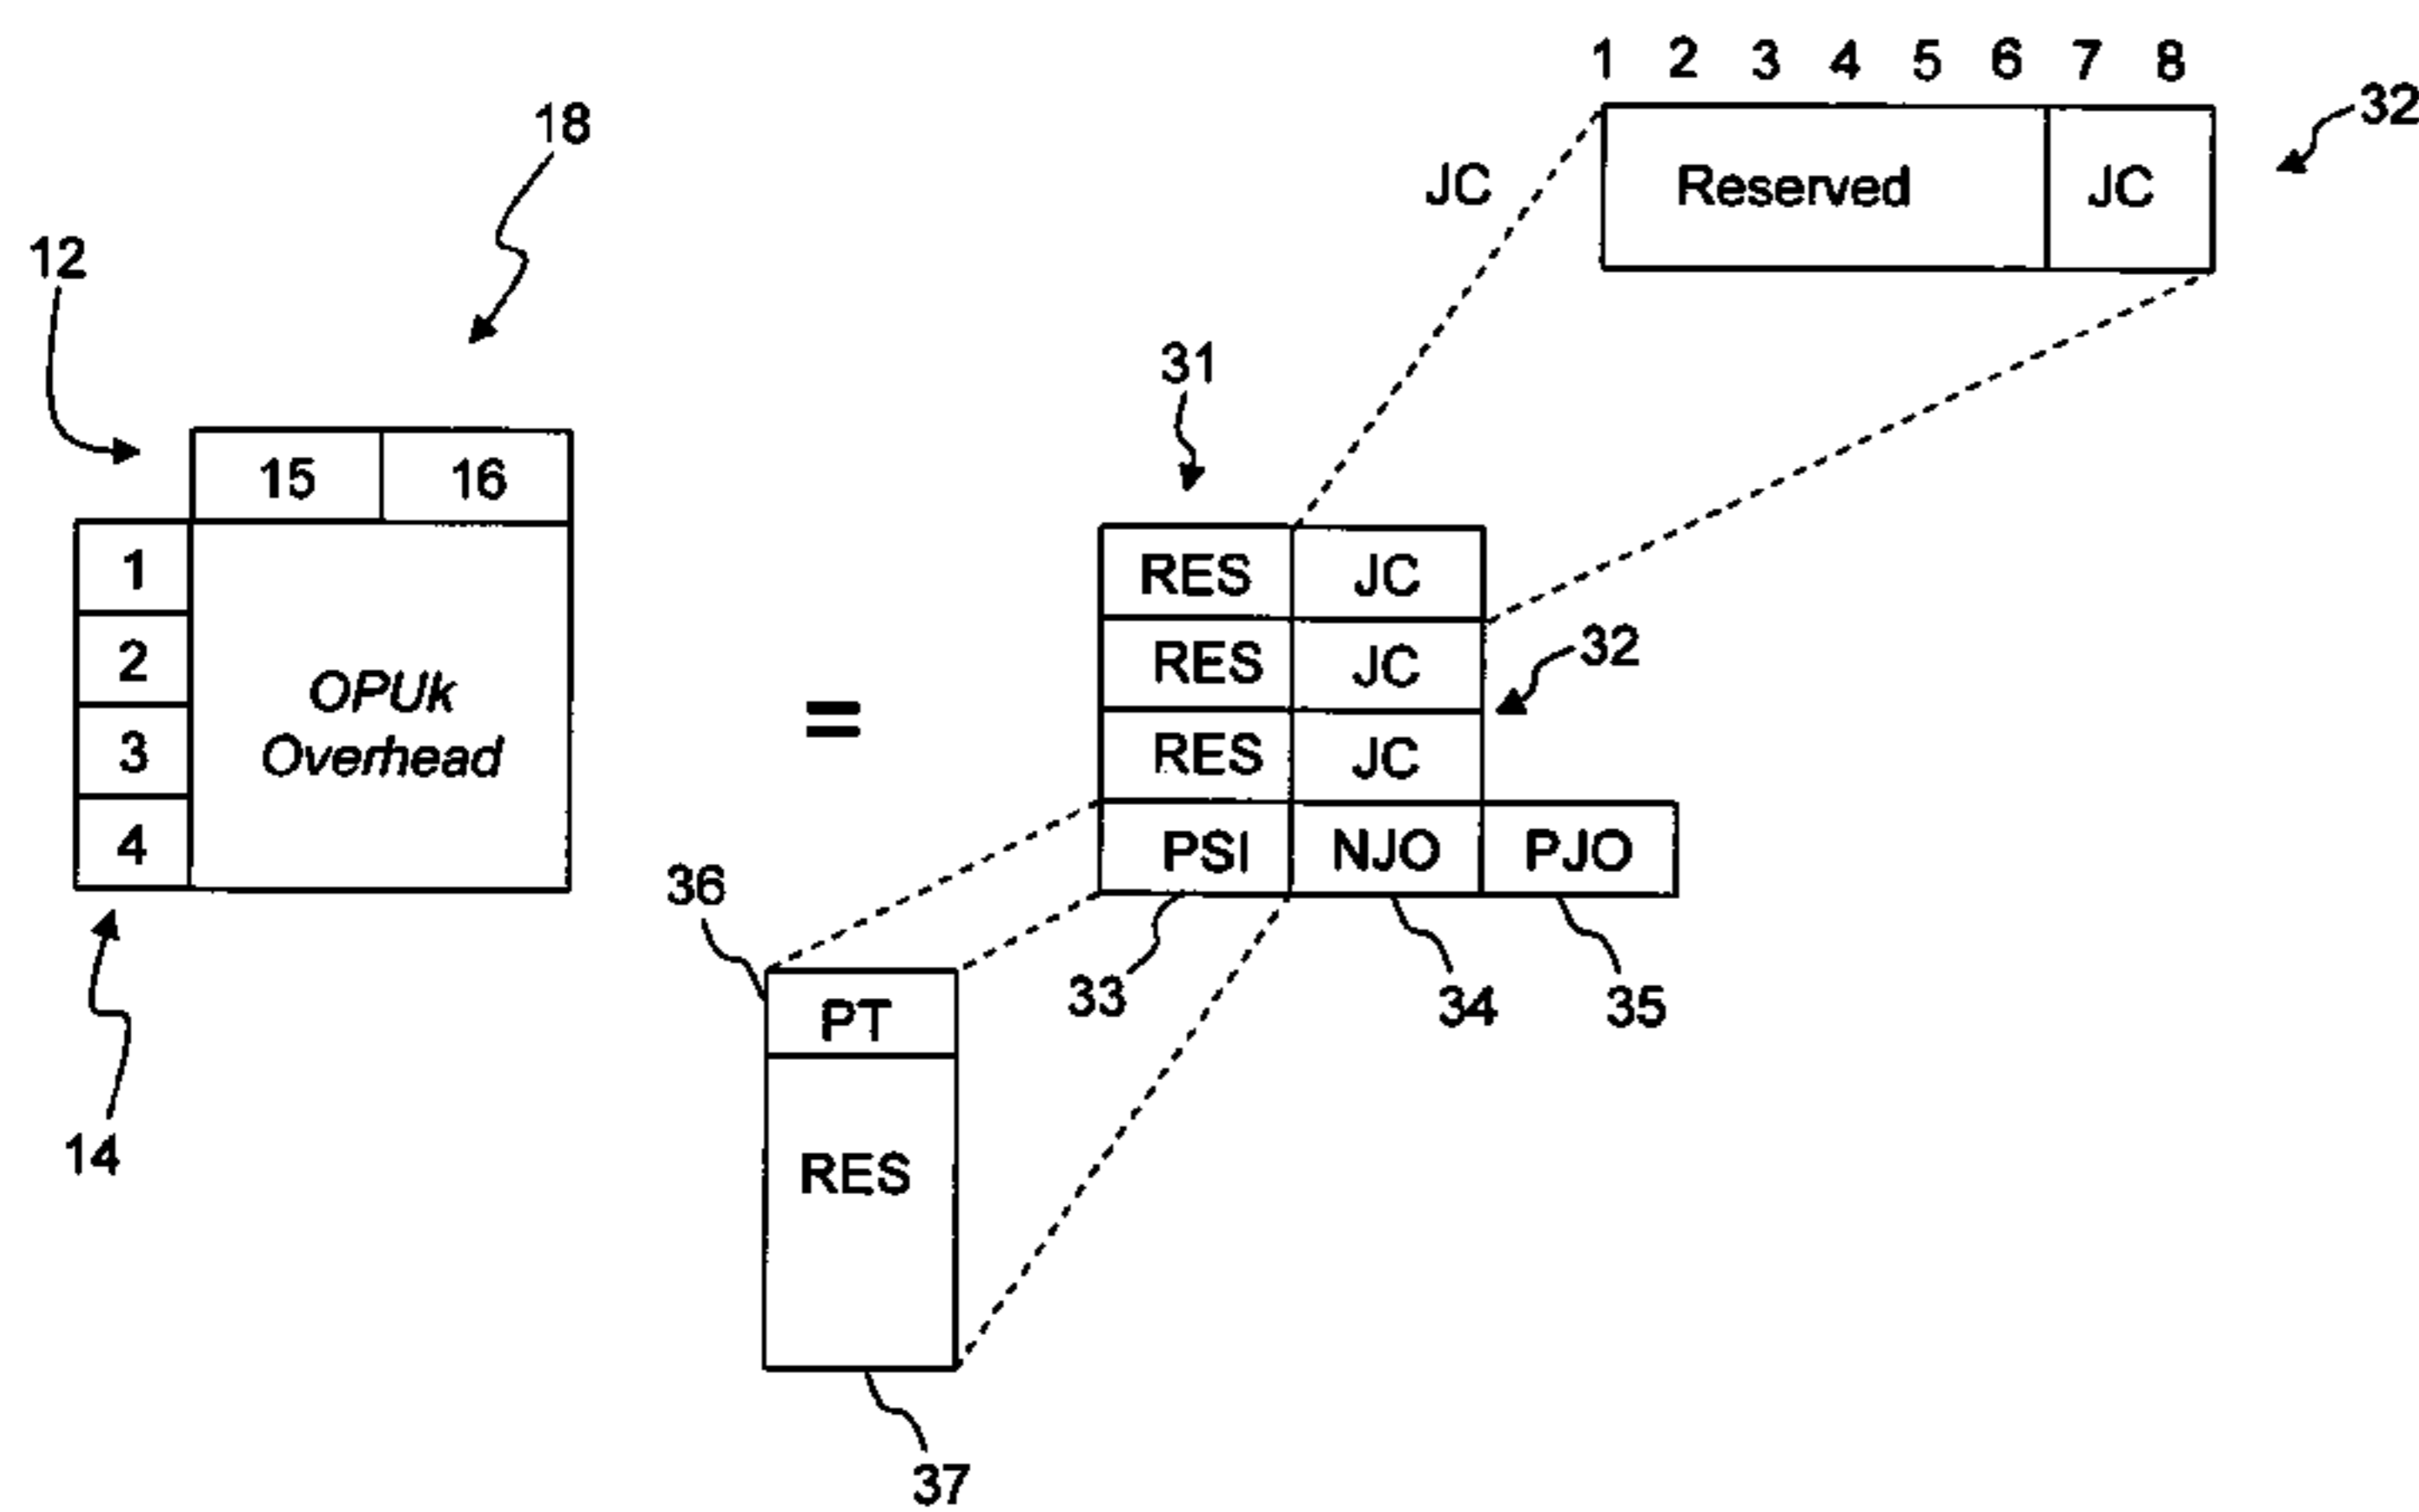 1 2 3 4 5 6 7 8
32
18
JC Reserved JC
12
31
15 16
1
2
3
4
OPUk
Overhead
=
RES JC
RES JC
32
RES JC
PSI NJO PJO
36
33 34 35
PT
14
RES
37